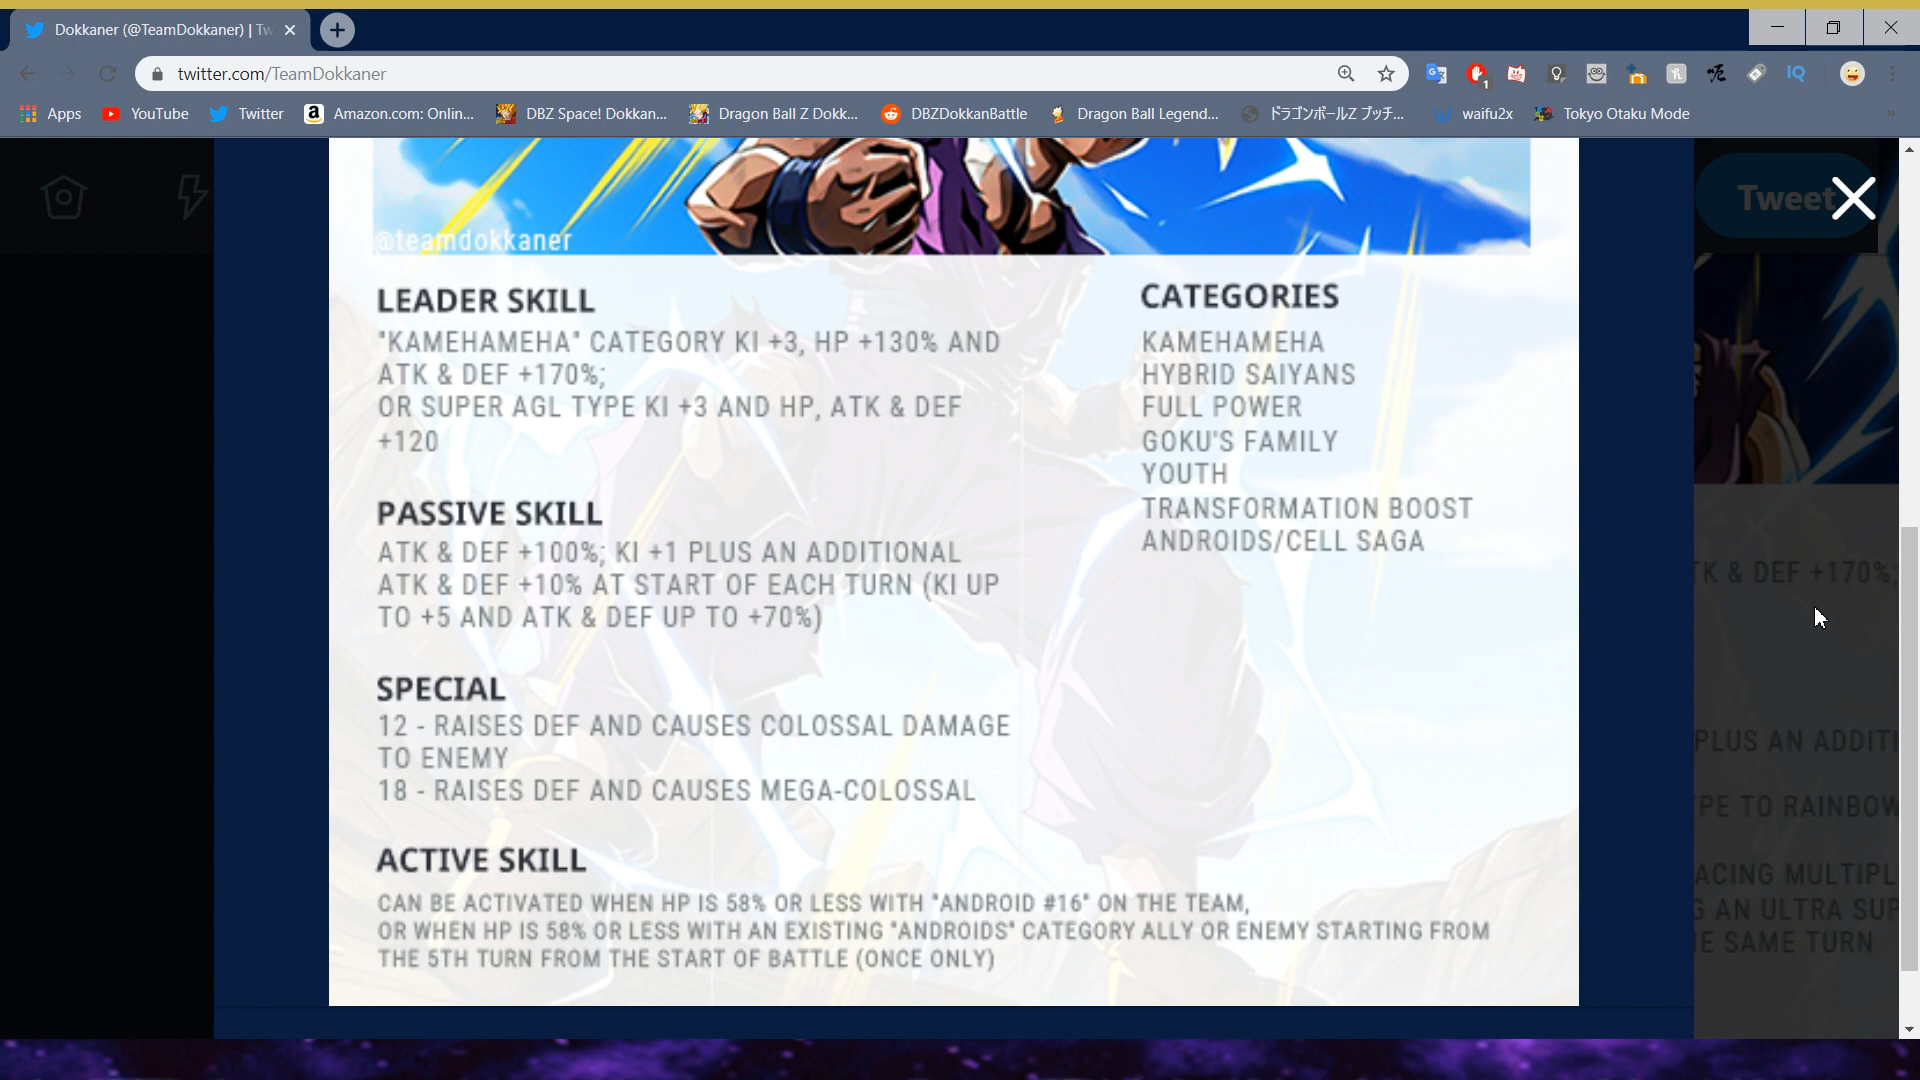 Dokkaner (@TeamDokkaner) | Tw
twitter.com/TeamDokkaner
1
IQ
Apps
YouTube
Twitter
Amazon.com: Onlin...
DBZ Space! Dokkan...
Dragon Ball Z Dokk...
DBZDokkanBattle
Dragon Ball Legend...
ドラゴンボールZ ブッチ...
waifu2x
Tokyo Otaku Mode
»
Tweet
@teamdokkaner
LEADER SKILL
"KAMEHAMEHA" CATEGORY KI +3, HP +130% AND
ATK & DEF +170%;
OR SUPER AGL TYPE KI +3 AND HP, ATK & DEF
+120
PASSIVE SKILL
ATK & DEF +100%; KI +1 PLUS AN ADDITIONAL
ATK & DEF +10% AT START OF EACH TURN (KI UP
TO +5 AND ATK & DEF UP TO +70%)
SPECIAL
12 - RAISES DEF AND CAUSES COLOSSAL DAMAGE
TO ENEMY
18 - RAISES DEF AND CAUSES MEGA-COLOSSAL
ACTIVE SKILL
CAN BE ACTIVATED WHEN HP IS 58% OR LESS WITH "ANDROID #16" ON THE TEAM,
OR WHEN HP IS 58% OR LESS WITH AN EXISTING "ANDROIDS" CATEGORY ALLY OR ENEMY STARTING FROM
THE 5TH TURN FROM THE START OF BATTLE (ONCE ONLY)
CATEGORIES
KAMEHAMEHA
HYBRID SAIYANS
FULL POWER
GOKU'S FAMILY
YOUTH
TRANSFORMATION BOOST
ANDROIDS/CELL SAGA
TK & DEF +170%;
PLUS AN ADDITI
YPE TO RAINBOW
ACING MULTIPL
G AN ULTRA SUP
E SAME TURN